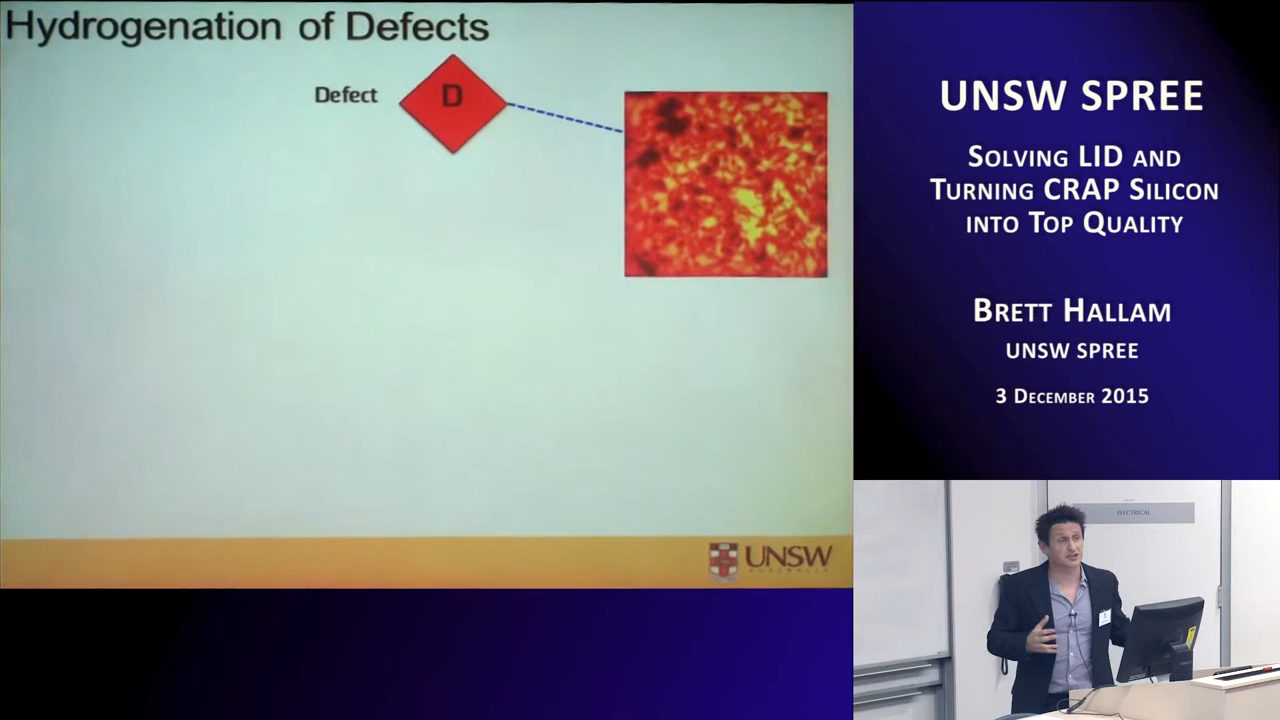 Hydrogenation of Defects
Defect
D
UNSW
AUSTRALIA
UNSW SPREE
SOLVING LID AND
TURNING CRAP SILICON
INTO TOP QUALITY
BRETT HALLAM
UNSW SPREE
3 DECEMBER 2015
ELECTRICAL